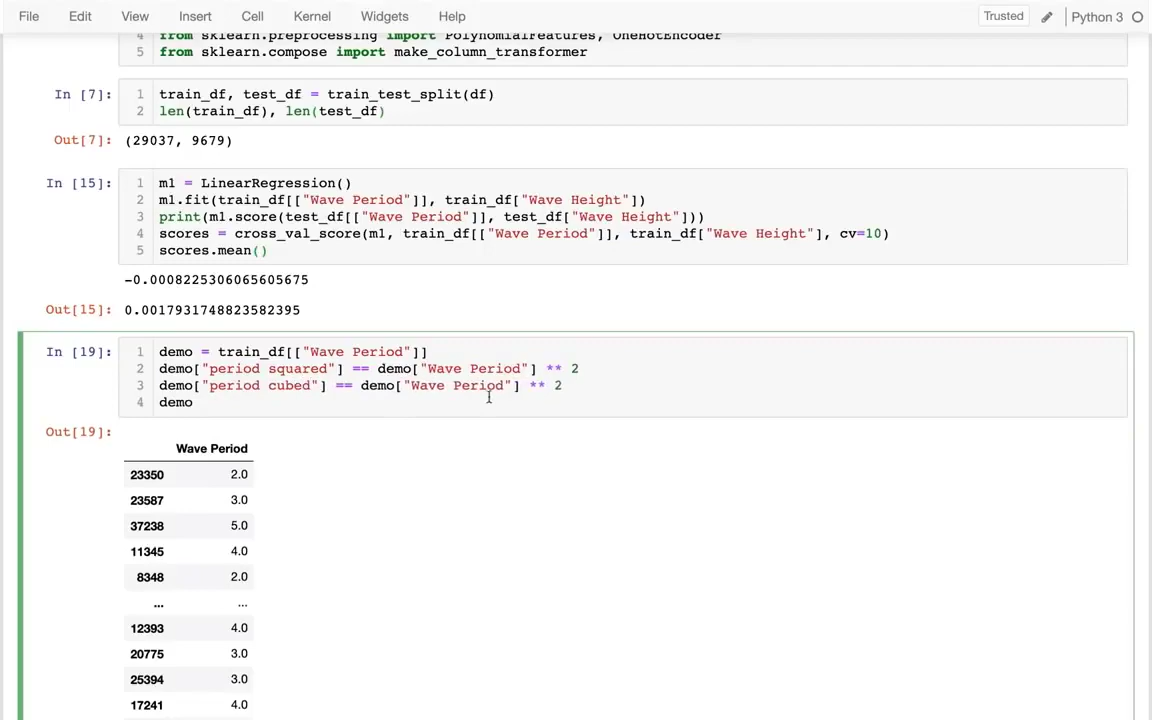 File Edit View Insert Cell Kernel Widgets Help Trusted Python 3
4 from sklearn.preprocessing import PolynomialFeatures, OneHotEncoder
5 from sklearn.compose import make_column_transformer
In [7]: 1 train_df, test_df = train_test_split(df)
2 len(train_df), len(test_df)
Out[7]: (29037, 9679)
In [15]: 1 m1 = LinearRegression()
2 m1.fit(train_df[["Wave Period"]], train_df["Wave Height"])
3 print(m1.score(test_df[["Wave Period"]], test_df["Wave Height"]))
4 scores = cross_val_score(m1, train_df[["Wave Period"]], train_df["Wave Height"], cv=10)
5 scores.mean()
-0.0008225306065605675
Out[15]: 0.0017931748823582395
In [19]: 1 demo = train_df[["Wave Period"]]
2 demo["period squared"] == demo["Wave Period"] ** 2
3 demo["period cubed"] == demo["Wave Period"] ** 2
4 demo
Out[19]:
Wave Period
23350 2.0
23587 3.0
37238 5.0
11345 4.0
8348 2.0
... ...
12393 4.0
20775 3.0
25394 3.0
17241 4.0